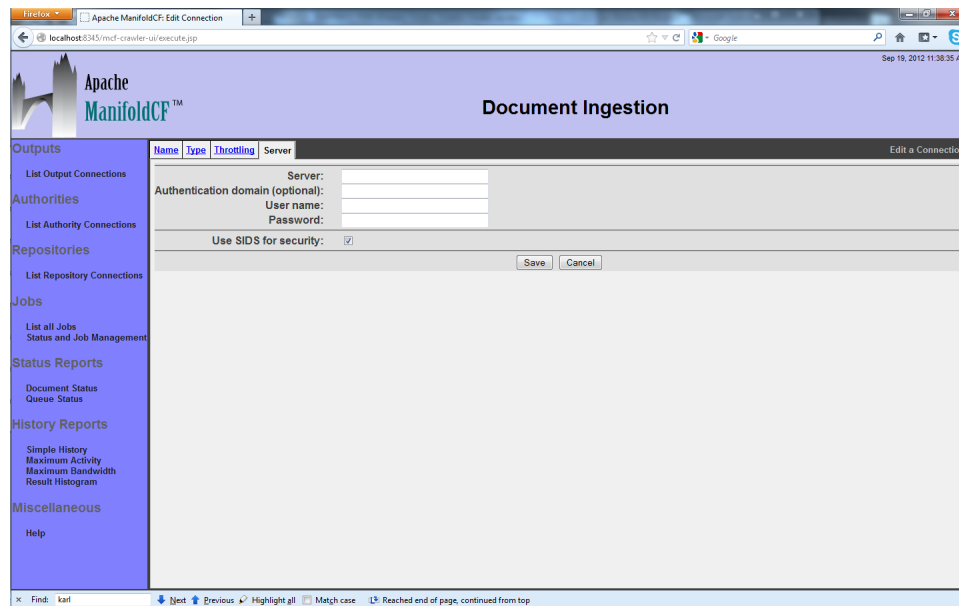 Firefox
Apache ManifoldCF: Edit Connection
localhost:8345/mcf-crawler-ui/execute.jsp
Google
Sep 19, 2012 11:38:35
Apache
ManifoldCF™
Document Ingestion
Outputs
List Output Connections
Authorities
List Authority Connections
Repositories
List Repository Connections
Jobs
List all Jobs
Status and Job Management
Status Reports
Document Status
Queue Status
History Reports
Simple History
Maximum Activity
Maximum Bandwidth
Result Histogram
Miscellaneous
Help
Name Type Throttling Server
Edit a Connectio
Server:
Authentication domain (optional):
User name:
Password:
Use SIDS for security:
Save Cancel
× Find: karl Next Previous Highlight all Match case Reached end of page, continued from top